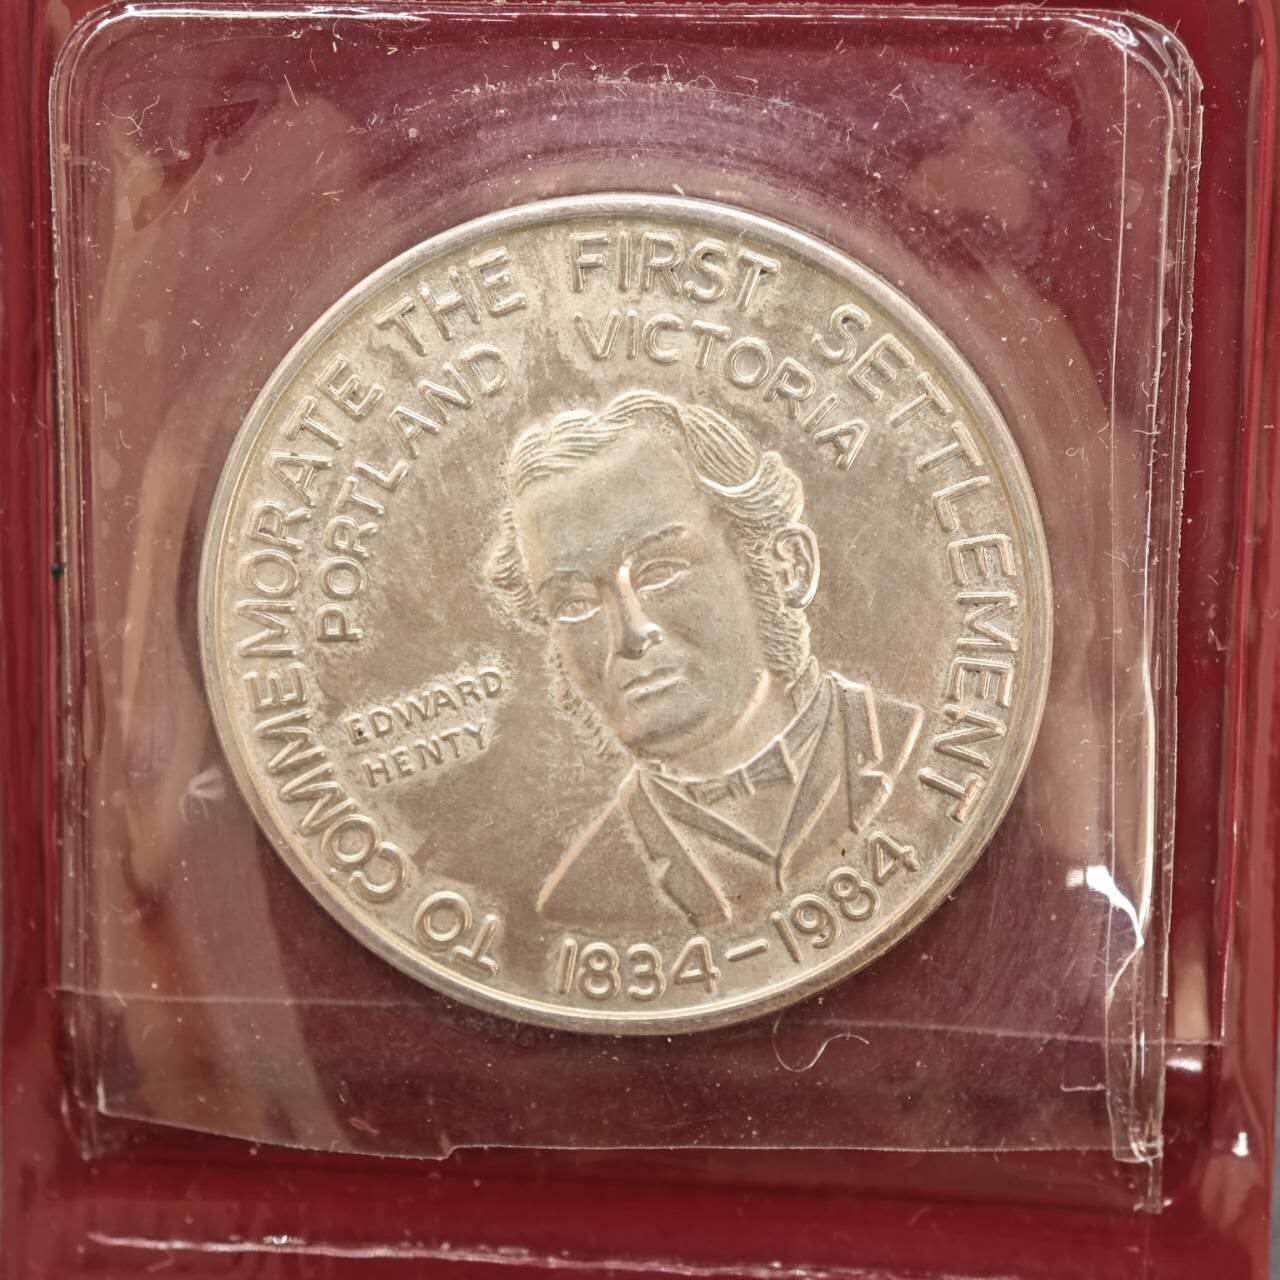 TO COMMEMORATE THE FIRST SETTLEMENT
PORTLAND VICTORIA
EDWARD
HENTY
1834-1984